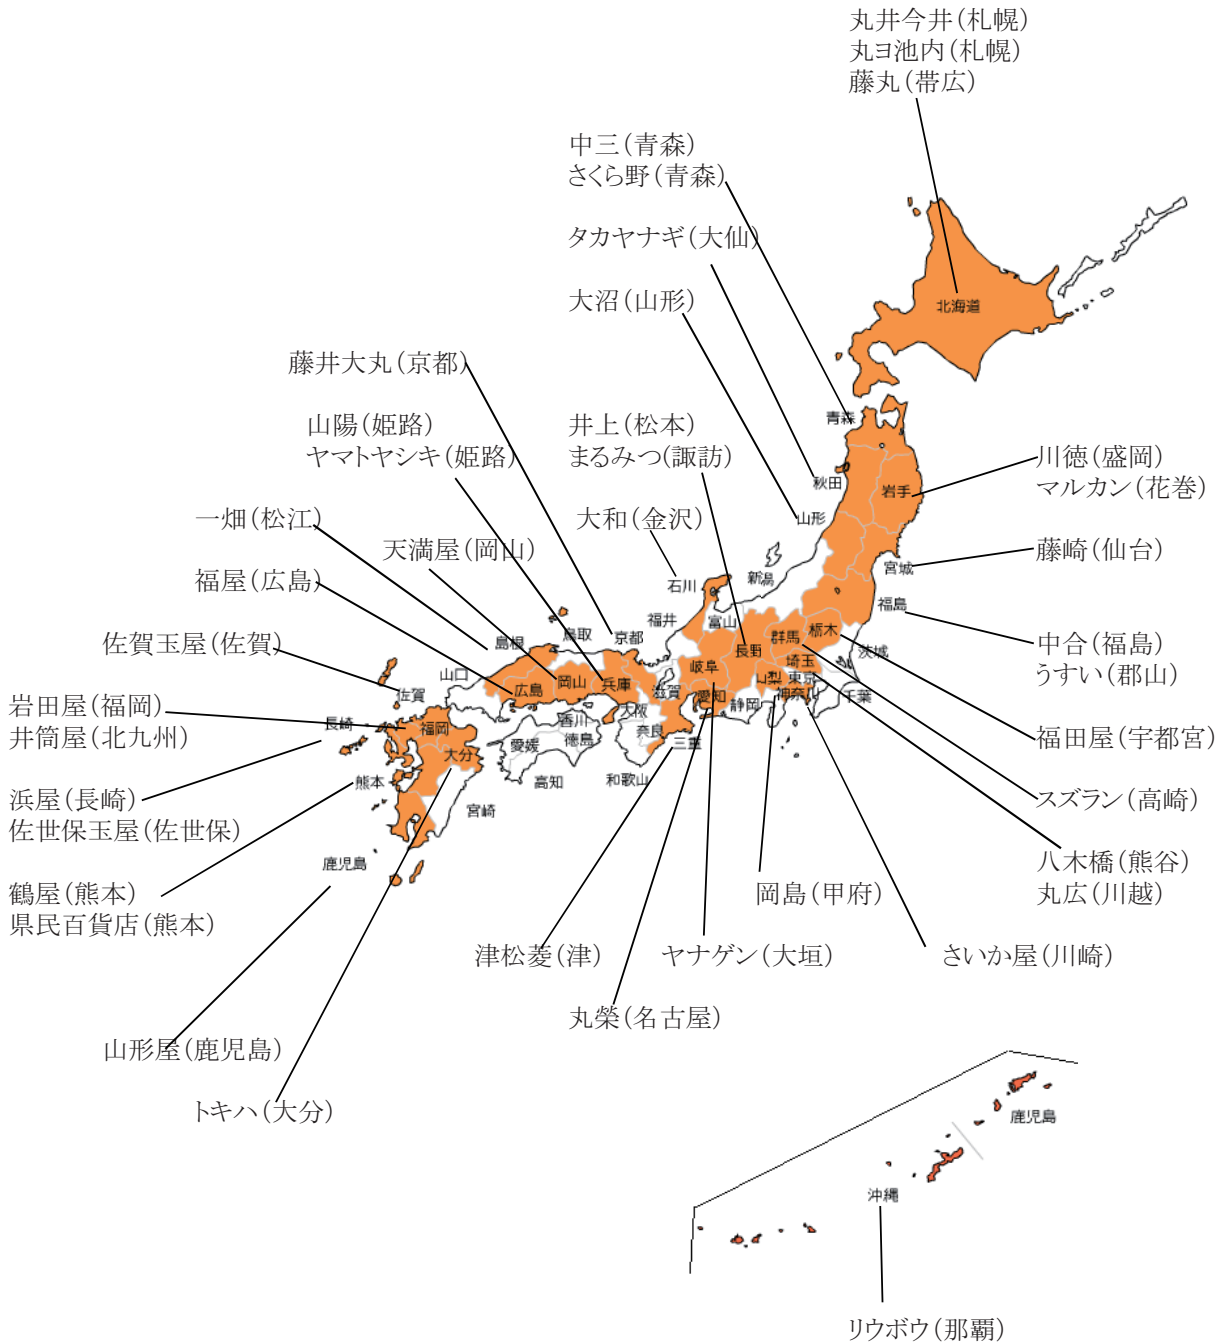 丸井今井(札幌)
丸ヨ池内(札幌)
藤丸(帯広)
中三(青森)
さくら野(青森)
タカヤナギ(大仙)
大沼(山形)
北海道
藤井大丸(京都)
山陽(姫路)
ヤマトヤシキ(姫路)
井上(松本)
まるみつ(諏訪)
青森
川徳(盛岡)
マルカン(花巻)
秋田
岩手
一畑(松江)
大和(金沢)
山形
天満屋(岡山)
藤崎(仙台)
福屋(広島)
宮城
石川
新潟
福島
佐賀玉屋(佐賀)
島根
鳥取
京都
福井
富山
群馬
栃木
中合(福島)
うすい(郡山)
茨城
長野
埼玉
山口
岐阜
山梨
東京
広島
岡山
兵庫
滋賀
愛知
静岡
神奈川
千葉
佐賀
岩田屋(福岡)
井筒屋(北九州)
長崎
福岡
香川
大阪
奈良
愛媛
徳島
三重
福田屋(宇都宮)
大分
高知
和歌山
熊本
浜屋(長崎)
佐世保玉屋(佐世保)
宮崎
スズラン(高崎)
鹿児島
八木橋(熊谷)
丸広(川越)
鶴屋(熊本)
県民百貨店(熊本)
岡島(甲府)
津松菱(津)
ヤナゲン(大垣)
さいか屋(川崎)
丸榮(名古屋)
山形屋(鹿児島)
トキハ(大分)
鹿児島
沖縄
リウボウ(那覇)